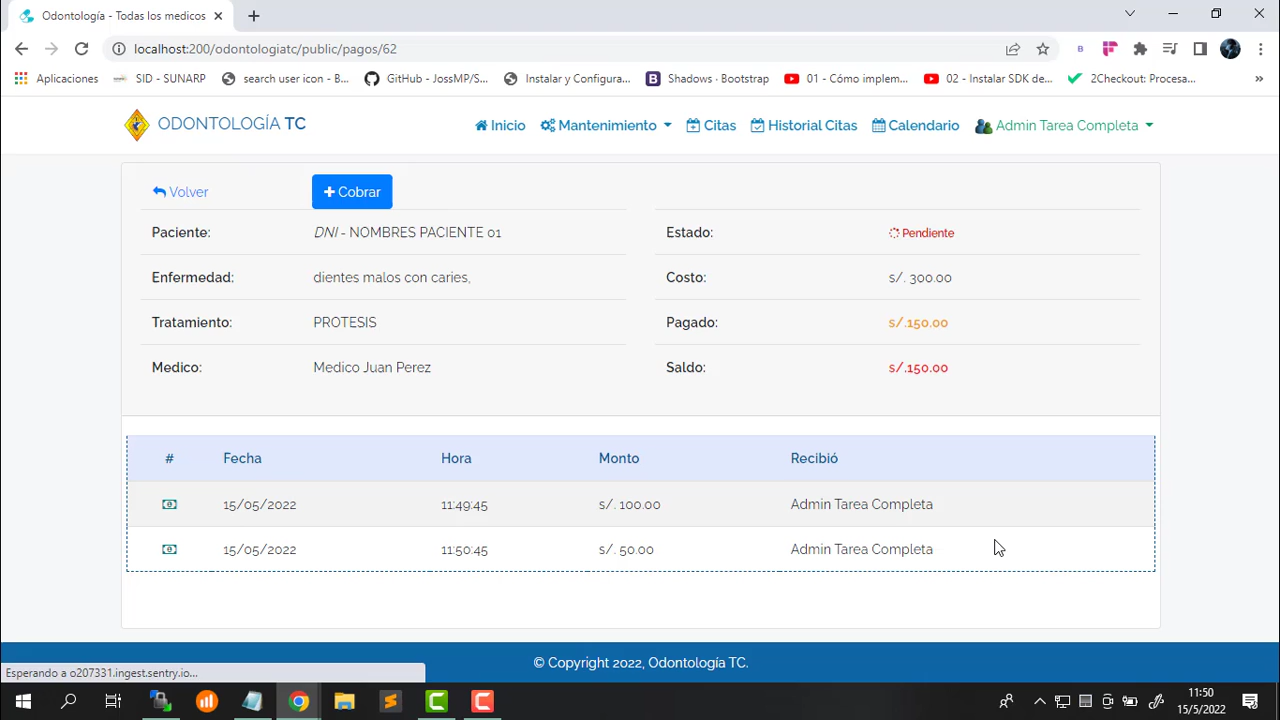 Odontología - Todas los medicos
localhost:200/odontologiatc/public/pagos/62
Aplicaciones
SID - SUNARP
search user icon - B...
GitHub - JossMP/S...
Instalar y Configura...
B Shadows · Bootstrap
01 - Cómo implem...
02 - Instalar SDK de...
2Checkout: Procesa...
»
ODONTOLOGÍA TC
Inicio
Mantenimiento
Citas
Historial Citas
Calendario
Admin Tarea Completa
Volver
+ Cobrar
Paciente: DNI - NOMBRES PACIENTE 01
Enfermedad: dientes malos con caries,
Tratamiento: PROTESIS
Medico: Medico Juan Perez
Estado: Pendiente
Costo: s/. 300.00
Pagado: s/.150.00
Saldo: s/.150.00
# Fecha Hora Monto Recibió
15/05/2022 11:49:45 s/. 100.00 Admin Tarea Completa
15/05/2022 11:50:45 s/. 50.00 Admin Tarea Completa
© Copyright 2022, Odontología TC.
Esperando a o207331.ingest.sentry.io...
11:50
15/5/2022